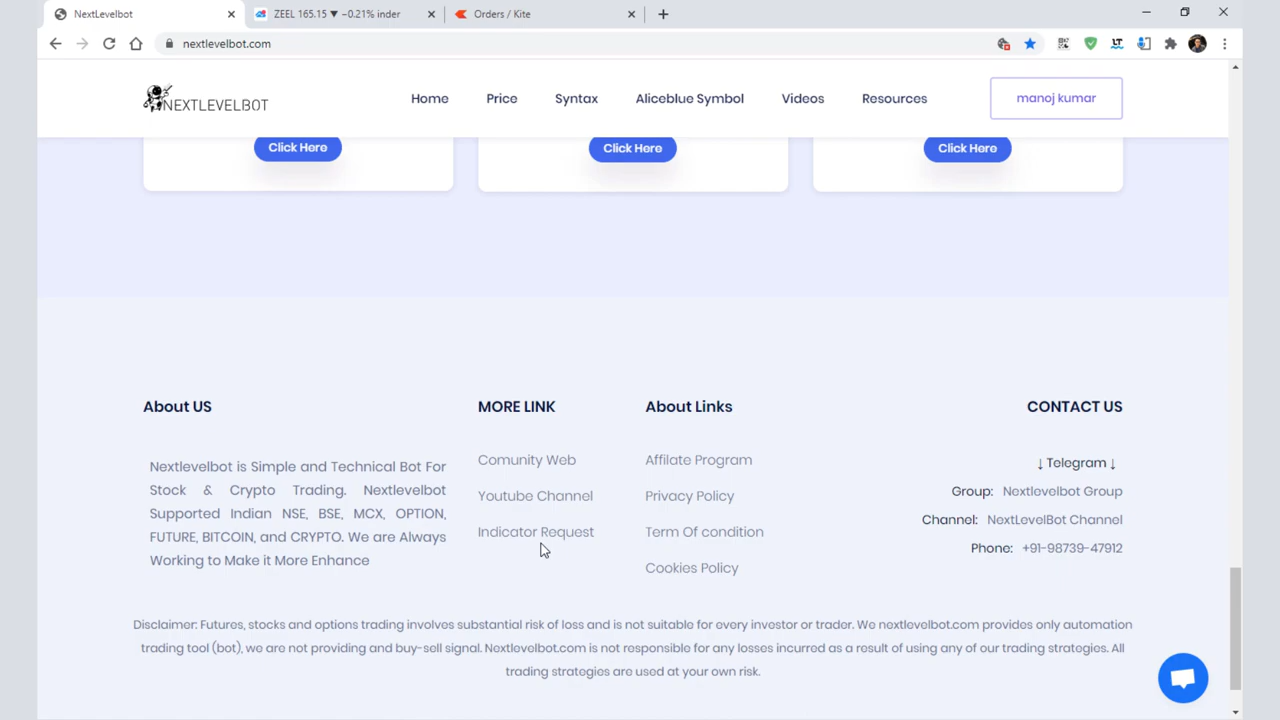 NextLevelbot
ZEEL 165.15 ▼ −0.21% inder
Orders / Kite
nextlevelbot.com
NEXTLEVELBOT
Home
Price
Syntax
Aliceblue Symbol
Videos
Resources
manoj kumar
Click Here
Click Here
Click Here
About US
Nextlevelbot is Simple and Technical Bot For
Stock & Crypto Trading. Nextlevelbot
Supported Indian NSE, BSE, MCX, OPTION,
FUTURE, BITCOIN, and CRYPTO. We are Always
Working to Make it More Enhance
MORE LINK
Comunity Web
Youtube Channel
Indicator Request
About Links
Affilate Program
Privacy Policy
Term Of condition
Cookies Policy
CONTACT US
↓ Telegram ↓
Group: Nextlevelbot Group
Channel: NextLevelBot Channel
Phone: +91-98739-47912
Disclaimer: Futures, stocks and options trading involves substantial risk of loss and is not suitable for every investor or trader. We nextlevelbot.com provides only automation
trading tool (bot), we are not providing and buy-sell signal. Nextlevelbot.com is not responsible for any losses incurred as a result of using any of our trading strategies. All
trading strategies are used at your own risk.